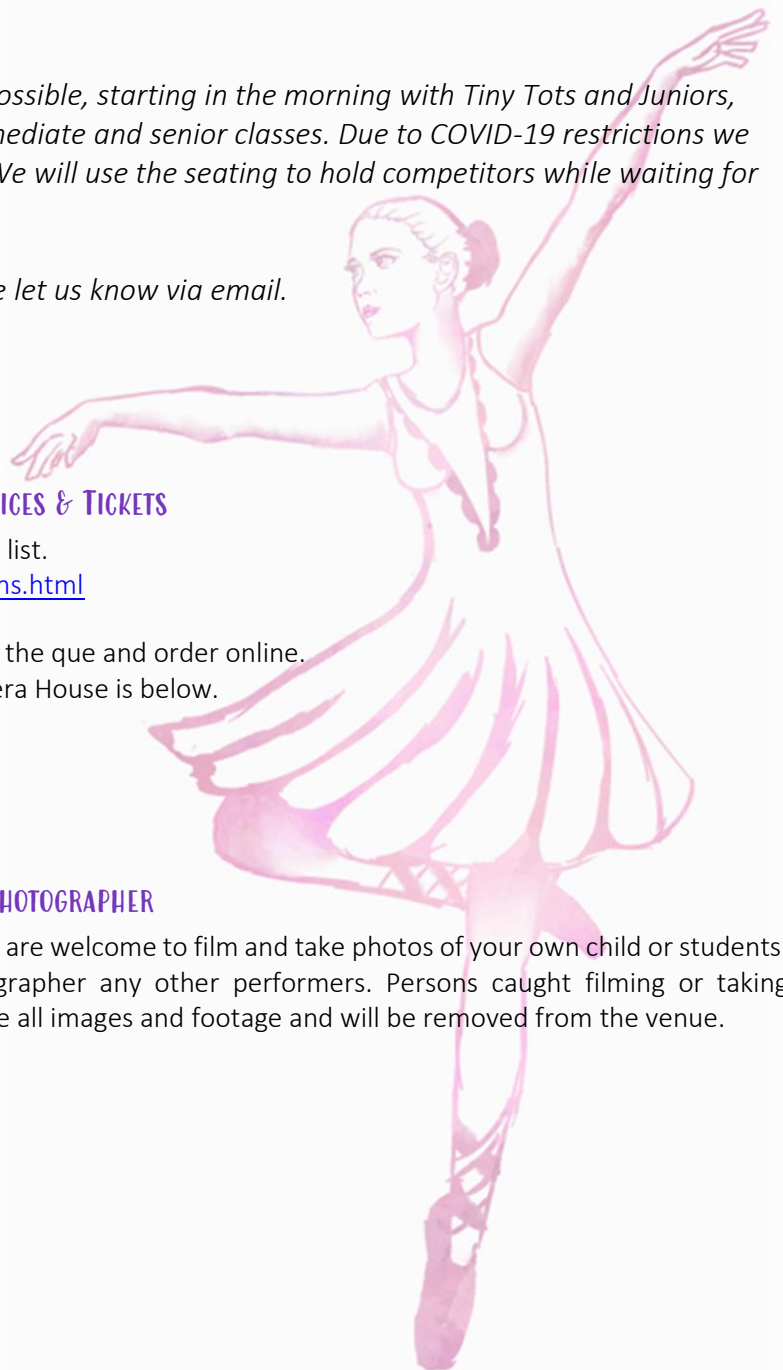 ossible, starting in the morning with Tiny Tots and Juniors,
nediate and senior classes. Due to COVID-19 restrictions we
We will use the seating to hold competitors while waiting for
e let us know via email.
ICES & TICKETS
list.
ns.html
the que and order online.
era House is below.
HOTOGRAPHER
are welcome to film and take photos of your own child or students
grapher any other performers. Persons caught filming or taking
e all images and footage and will be removed from the venue.